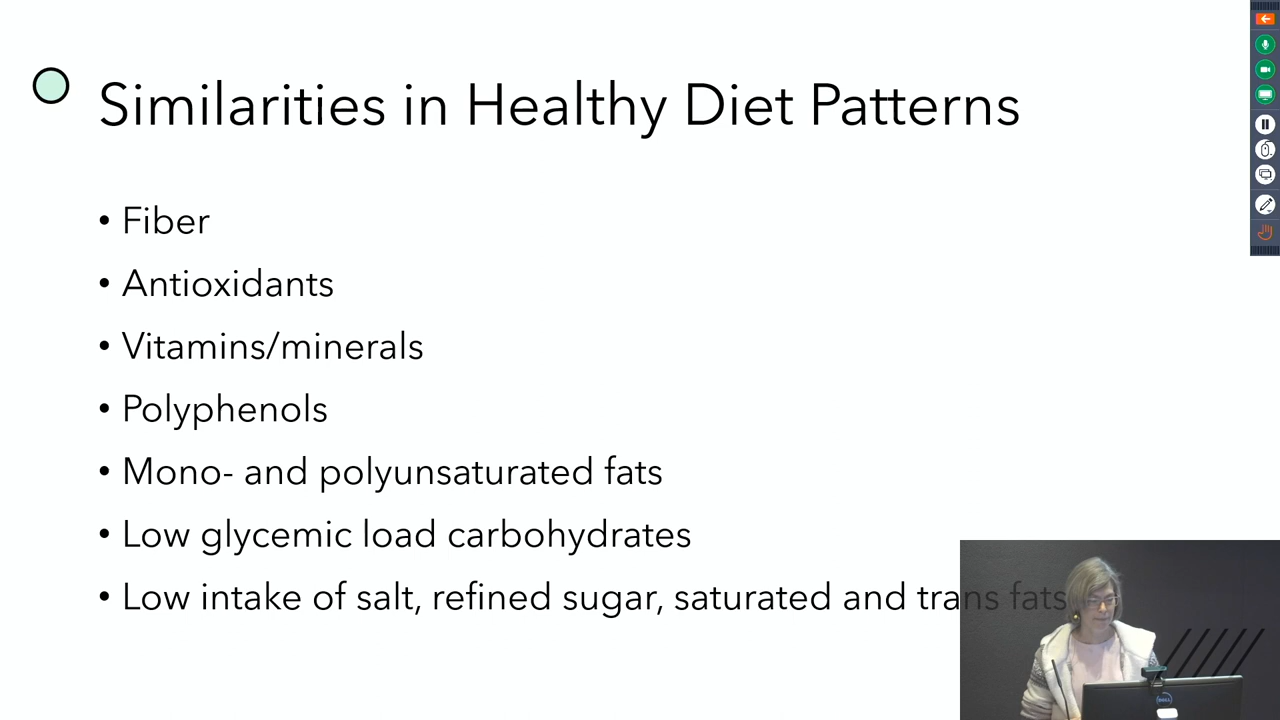 Similarities in Healthy Diet Patterns
• Fiber
• Antioxidants
• Vitamins/minerals
• Polyphenols
• Mono- and polyunsaturated fats
• Low glycemic load carbohydrates
• Low intake of salt, refined sugar, saturated and trans fats
DELL